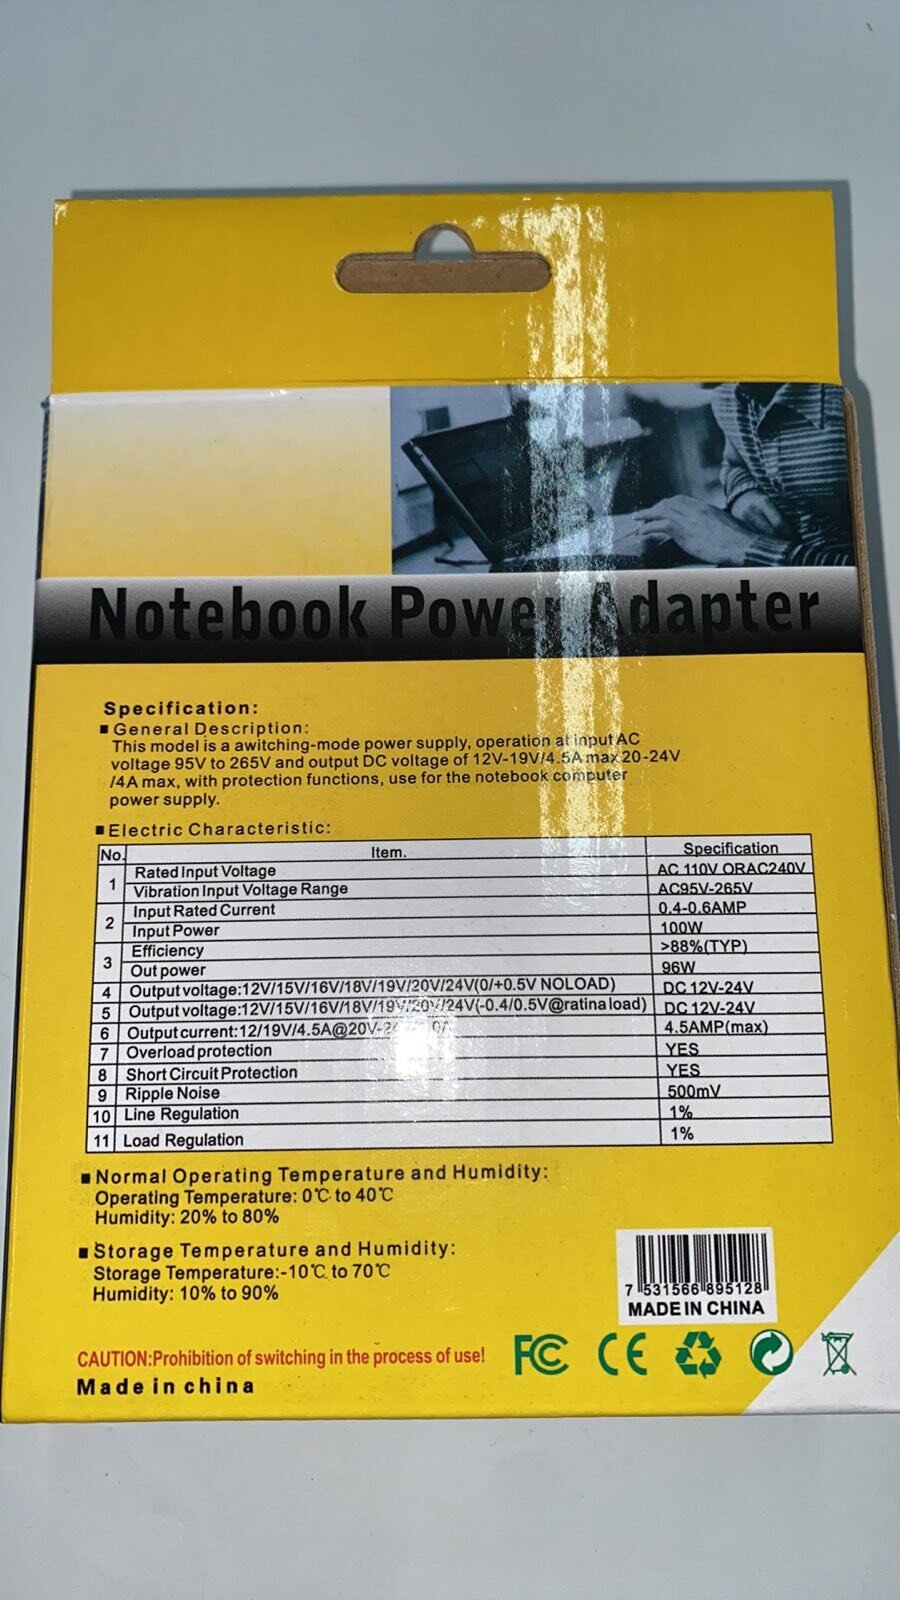 Notebook Power Adapter
Specification:
■ General Description:
This model is a awitching-mode power supply, operation at input AC
voltage 95V to 265V and output DC voltage of 12V-19V/4.5A max 20-24V
/4A max, with protection functions, use for the notebook computer
power supply.
■ Electric Characteristic:
No. Item. Specification
1 Rated Input Voltage AC 110V ORAC240V
Vibration Input Voltage Range AC95V-265V
2 Input Rated Current 0.4-0.6AMP
Input Power 100W
3 Efficiency >88%(TYP)
Out power 96W
4 Output voltage:12V/15V/16V/18V/19V/20V/24V(0/+0.5V NOLOAD) DC 12V-24V
5 Output voltage:12V/15V/16V/18V/19V/20V/24V(-0.4/0.5V@ratina load) DC 12V-24V
6 Output current:12/19V/4.5A@20V- 4.5AMP(max)
7 Overload protection YES
8 Short Circuit Protection YES
9 Ripple Noise 500mV
10 Line Regulation 1%
11 Load Regulation 1%
■ Normal Operating Temperature and Humidity:
Operating Temperature: 0℃ to 40℃
Humidity: 20% to 80%
■ Storage Temperature and Humidity:
Storage Temperature:-10℃ to 70℃
Humidity: 10% to 90%
7 531566 895128
MADE IN CHINA
CAUTION:Prohibition of switching in the process of use!
FC CE
Made in china